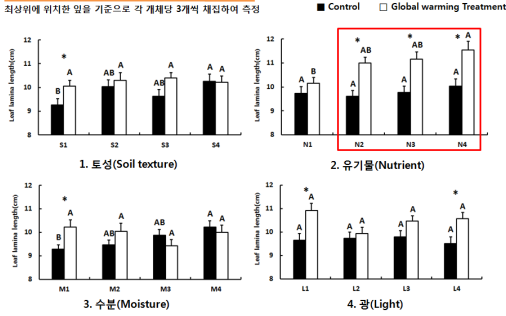 최상위에 위치한 잎을 기준으로 각 개체당 3개씩 채집하여 측정
Control Global warming Treatment
Leaf lamina length(cm)
12
11
10
9
8
* B A
AB A
AB A
A A
S1 S2 S3 S4
1. 토성(Soil texture)
Leaf lamina length(cm)
12
11
10
9
8
A B
* A AB
* A AB
* A A
N1 N2 N3 N4
2. 유기물(Nutrient)
Leaf lamina length(cm)
12
11
10
9
8
* B A
AB A
AB A
A A
M1 M2 M3 M4
3. 수분(Moisture)
Leaf lamina length(cm)
12
11
10
9
8
* A A
A A
A A
* A A
L1 L2 L3 L4
4. 광(Light)